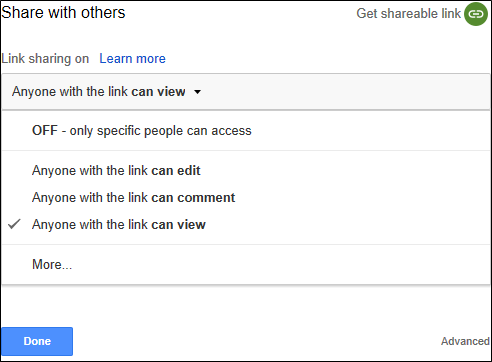 Share with others
Get shareable link
Link sharing on Learn more
Anyone with the link can view
OFF - only specific people can access
Anyone with the link can edit
Anyone with the link can comment
Anyone with the link can view
More...
Done
Advanced